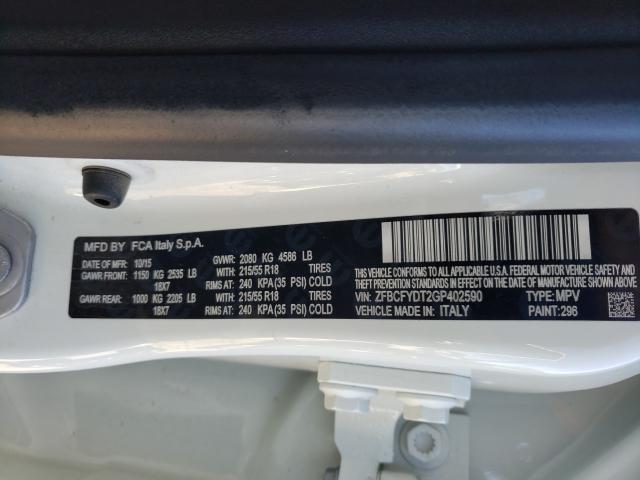 MFD BY FCA Italy S.p.A.
DATE OF MFD: 10/15 GVWR: 2080 KG 4586 LB
GAWR FRONT: 1150 KG 2535 LB WITH: 215/55 R18 TIRES
18X7 RIMS AT: 240 KPA (35 PSI) COLD
GAWR REAR: 1000 KG 2205 LB WITH: 215/55 R18 TIRES
18X7 RIMS AT: 240 KPA (35 PSI) COLD
THIS VEHICLE CONFORMS TO ALL APPLICABLE U.S.A. FEDERAL MOTOR VEHICLE SAFETY,
BUMPER, AND THEFT PREVENTION STANDARDS IN EFFECT ON THE DATE OF MANUFACTURE SHOWN ABOVE.
VIN: ZFBCFYDT2GP402590 TYPE: MPV
VEHICLE MADE IN: ITALY PAINT: 296